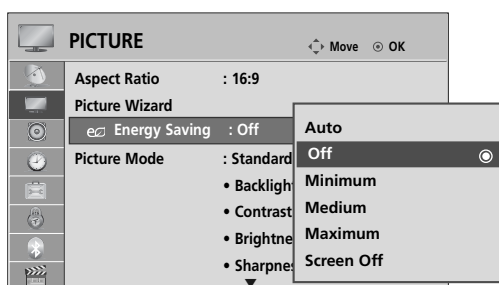 PICTURE
Move OK
Aspect Ratio : 16:9
Picture Wizard
Energy Saving : Off
Picture Mode : Standard
• Backligh
• Contrast
• Brightne
• Sharpne
Auto
Off
Minimum
Medium
Maximum
Screen Off